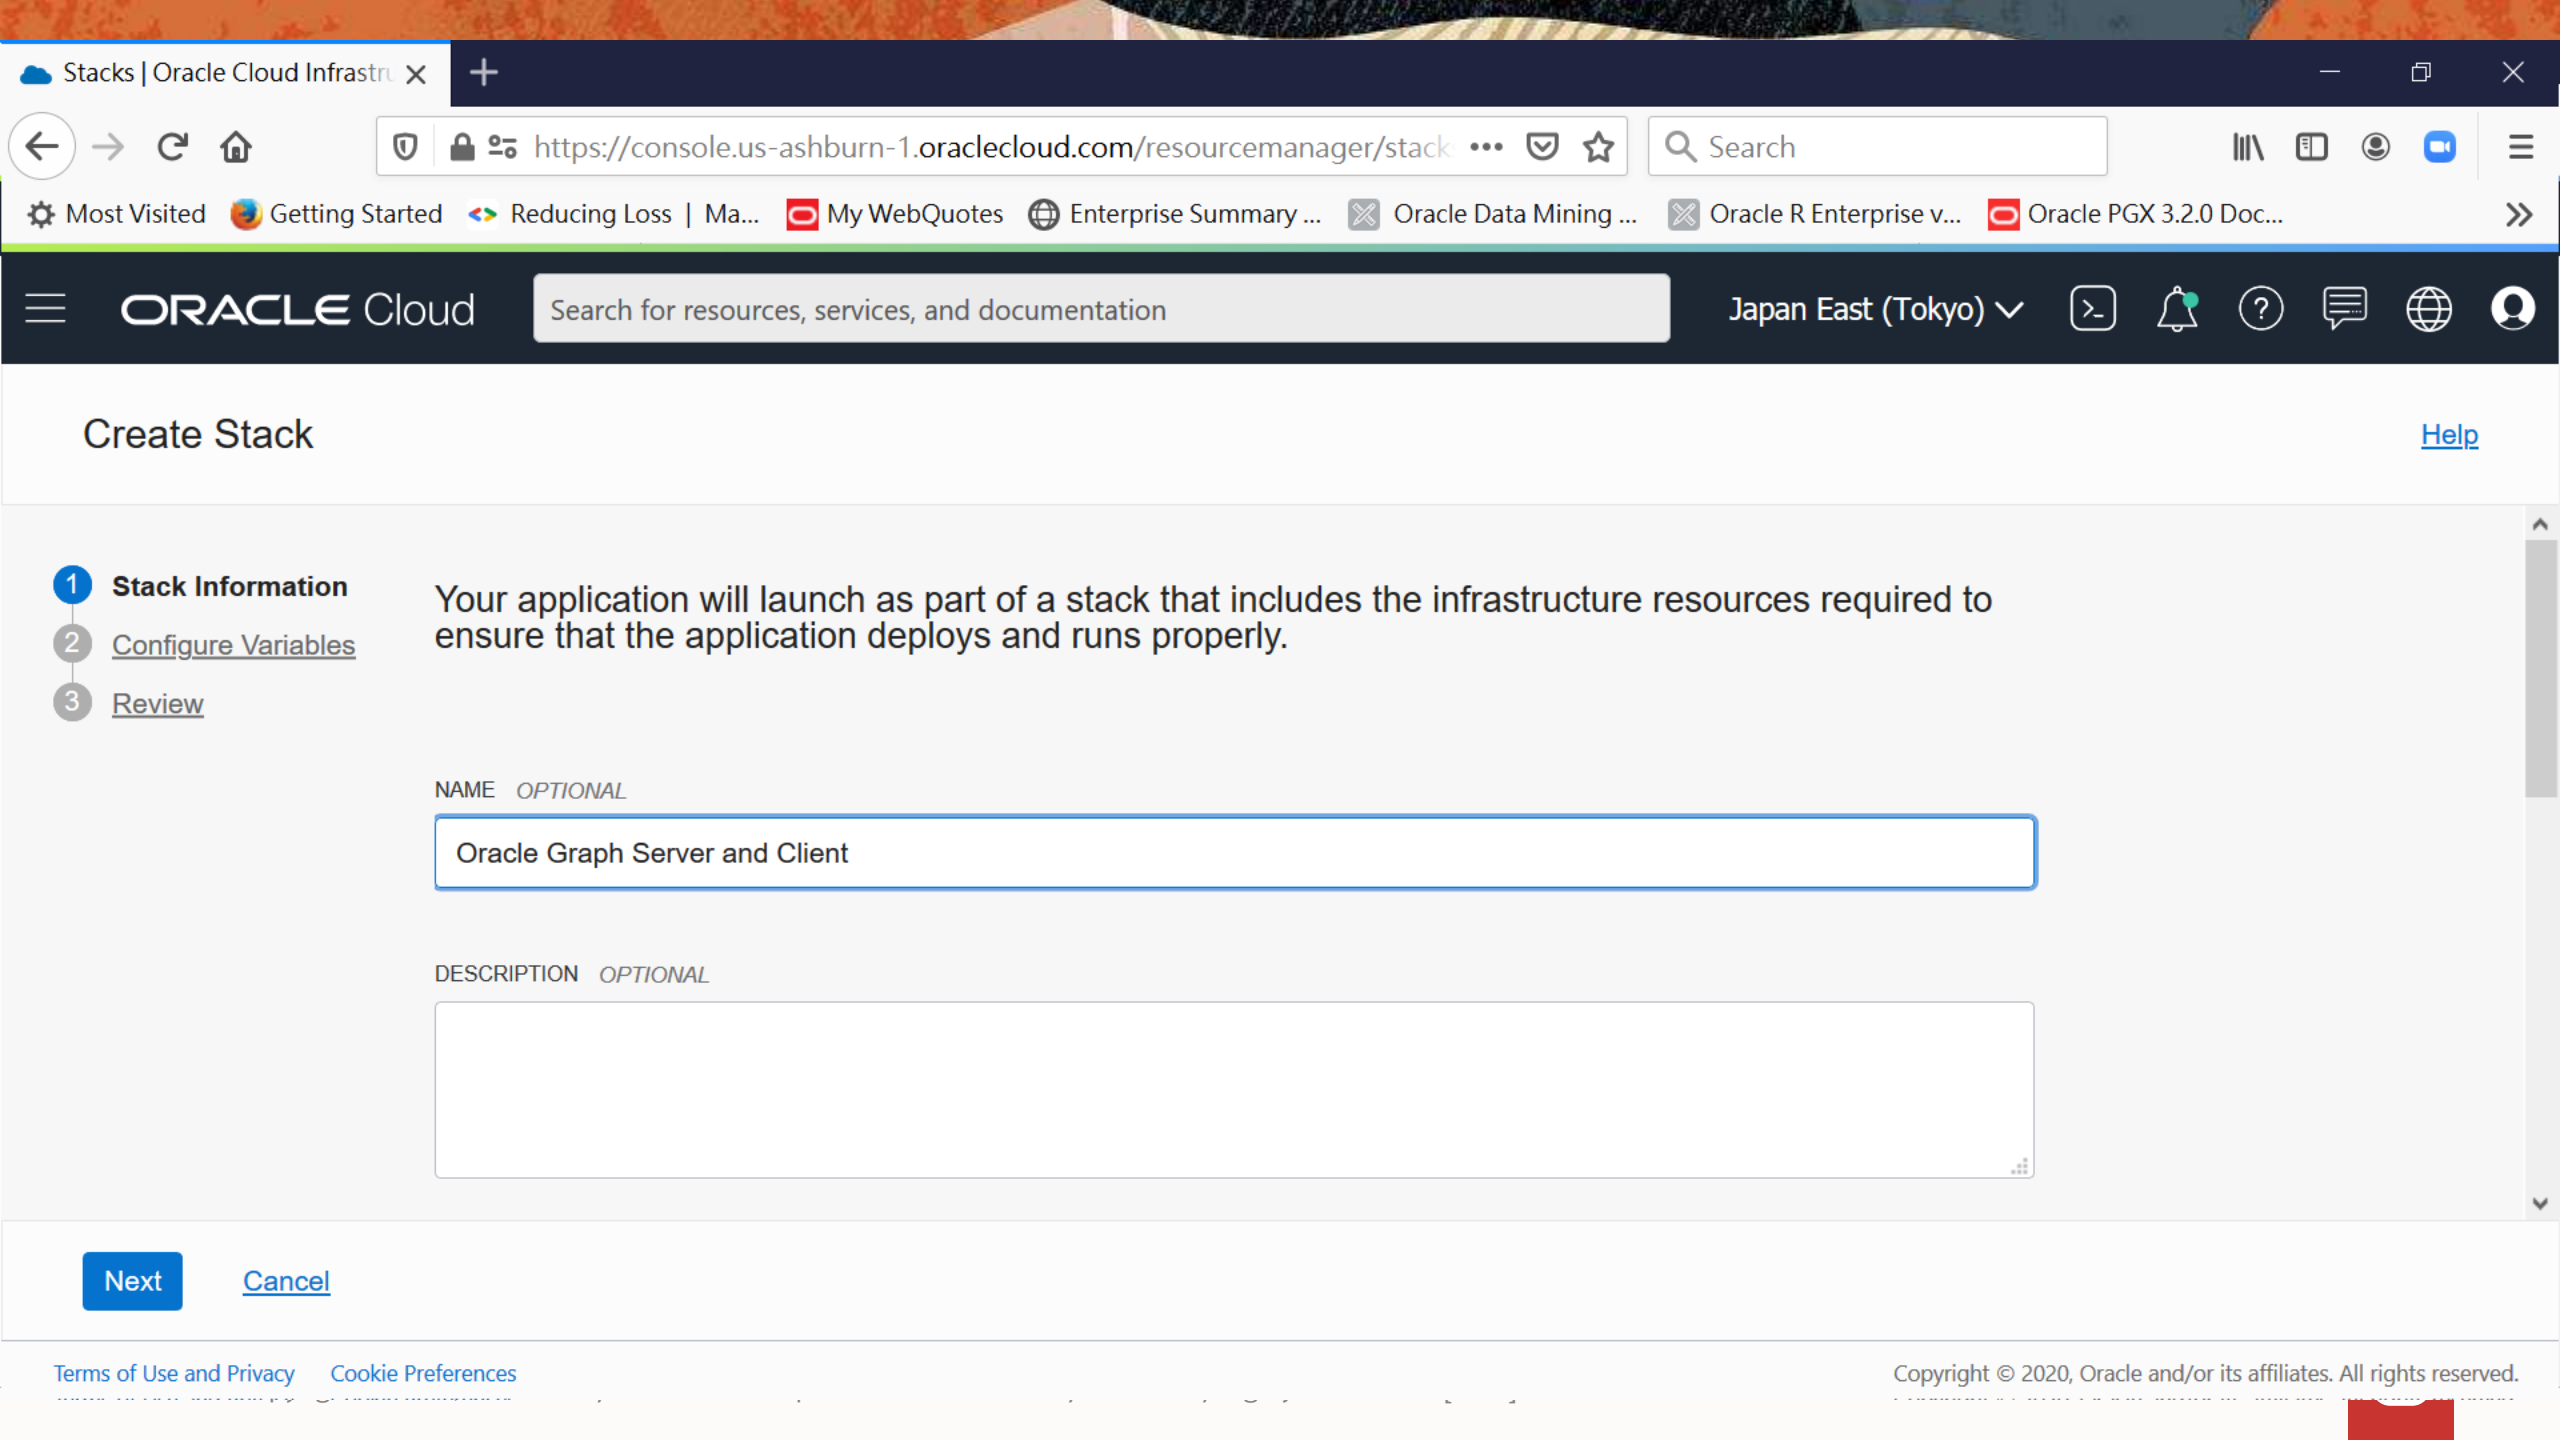 Stacks | Oracle Cloud Infrastru
https://console.us-ashburn-1.oraclecloud.com/resourcemanager/stack
Search
Most Visited
Getting Started
Reducing Loss | Ma...
My WebQuotes
Enterprise Summary ...
Oracle Data Mining ...
Oracle R Enterprise v...
Oracle PGX 3.2.0 Doc...
ORACLE Cloud
Search for resources, services, and documentation
Japan East (Tokyo)
Create Stack
Help
1 Stack Information
2 Configure Variables
3 Review
Your application will launch as part of a stack that includes the infrastructure resources required to
ensure that the application deploys and runs properly.
NAME OPTIONAL
Oracle Graph Server and Client
DESCRIPTION OPTIONAL
Next
Cancel
Terms of Use and Privacy
Cookie Preferences
Copyright © 2020, Oracle and/or its affiliates. All rights reserved.